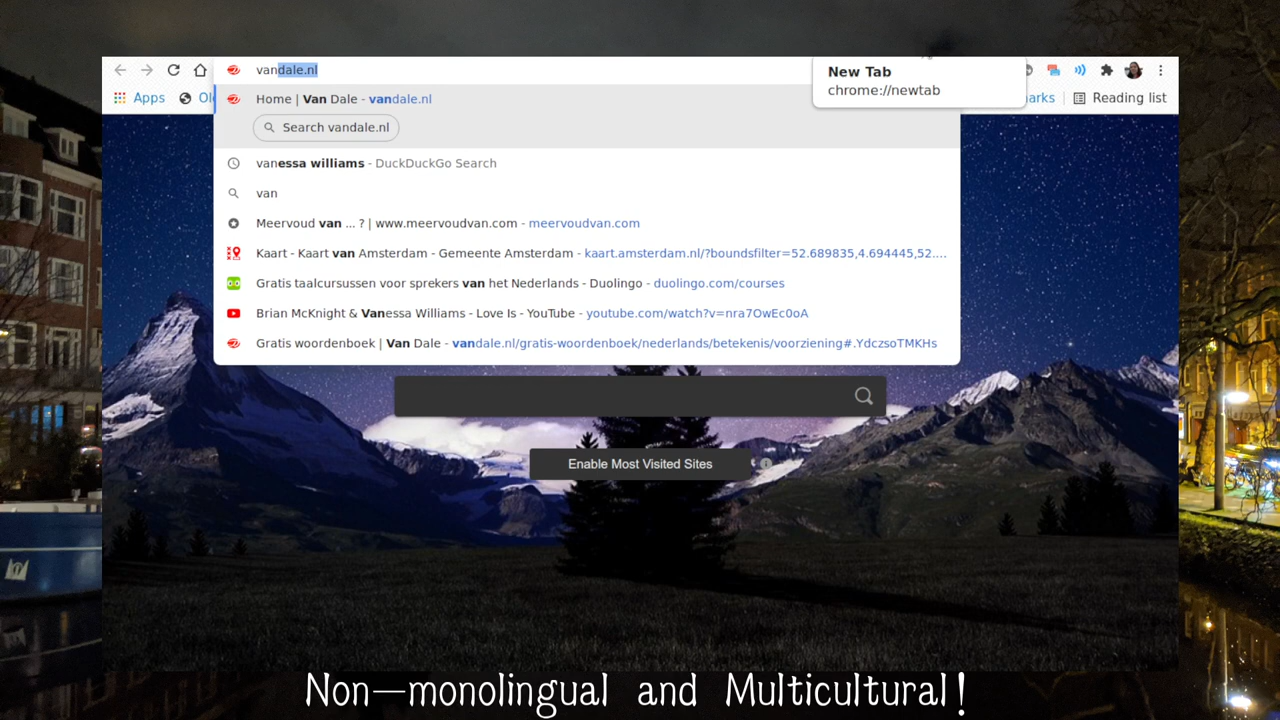 vandale.nl
New Tab
chrome://newtab
Apps
Ol
arks
Reading list
Home | Van Dale - vandale.nl
Search vandale.nl
vanessa williams - DuckDuckGo Search
van
Meervoud van ... ? | www.meervoudvan.com - meervoudvan.com
Kaart - Kaart van Amsterdam - Gemeente Amsterdam - kaart.amsterdam.nl/?boundsfilter=52.689835,4.694445,52....
Gratis taalcursussen voor sprekers van het Nederlands - Duolingo - duolingo.com/courses
Brian McKnight & Vanessa Williams - Love Is - YouTube - youtube.com/watch?v=nra7OwEc0oA
Gratis woordenboek | Van Dale - vandale.nl/gratis-woordenboek/nederlands/betekenis/voorziening#.YdczsoTMKHs
Enable Most Visited Sites
Non-monolingual and Multicultural!